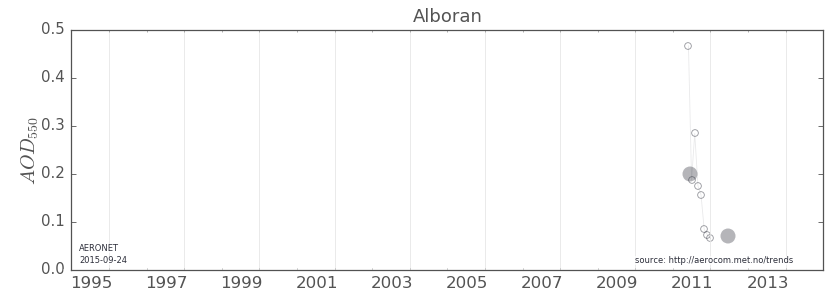 Alboran
0.5
0.4
0.3
0.2
0.1
0.0
AOD550
AERONET
2015-09-24
source: http://aerocom.met.no/trends
1995 1997 1999 2001 2003 2005 2007 2009 2011 2013